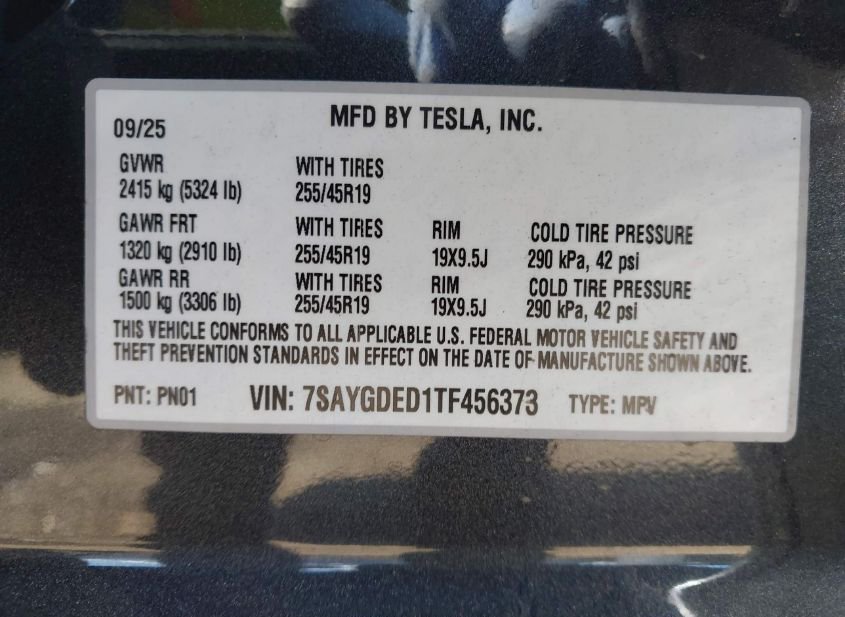 MFD BY TESLA, INC.
09/25
GVWR WITH TIRES
2415 kg (5324 lb) 255/45R19
GAWR FRT WITH TIRES RIM COLD TIRE PRESSURE
1320 kg (2910 lb) 255/45R19 19X9.5J 290 kPa, 42 psi
GAWR RR WITH TIRES RIM COLD TIRE PRESSURE
1500 kg (3306 lb) 255/45R19 19X9.5J 290 kPa, 42 psi
THIS VEHICLE CONFORMS TO ALL APPLICABLE U.S. FEDERAL MOTOR VEHICLE SAFETY AND
THEFT PREVENTION STANDARDS IN EFFECT ON THE DATE OF MANUFACTURE SHOWN ABOVE.
PNT: PN01 VIN: 7SAYGDED1TF456373 TYPE: MPV